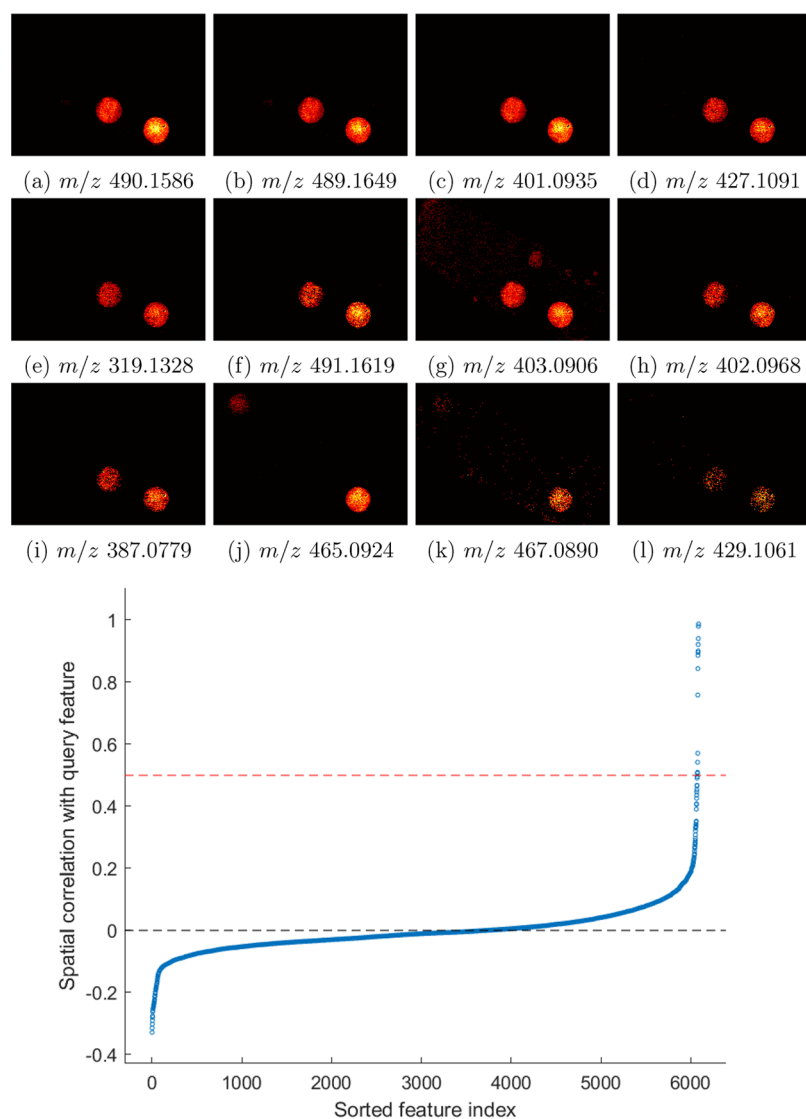 (a) m/z 490.1586 (b) m/z 489.1649 (c) m/z 401.0935 (d) m/z 427.1091
(e) m/z 319.1328 (f) m/z 491.1619 (g) m/z 403.0906 (h) m/z 402.0968
(i) m/z 387.0779 (j) m/z 465.0924 (k) m/z 467.0890 (l) m/z 429.1061
Spatial correlation with query feature
1
0.8
0.6
0.4
0.2
0
-0.2
-0.4
0 1000 2000 3000 4000 5000 6000
Sorted feature index